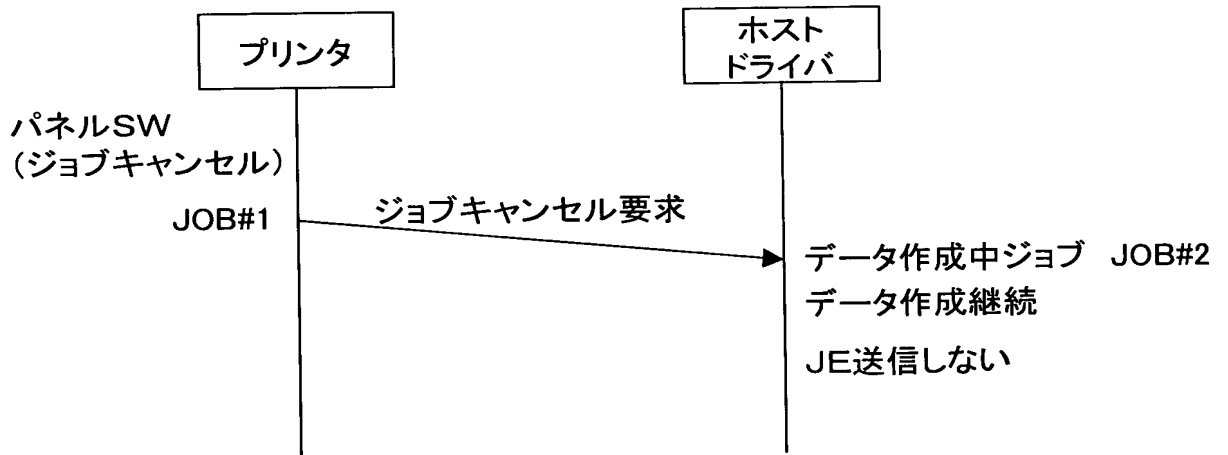 プリンタ
ホスト
ドライバ
パネルSW
(ジョブキャンセル)
JOB#1
ジョブキャンセル要求
データ作成中ジョブ JOB#2
データ作成継続
JE送信しない